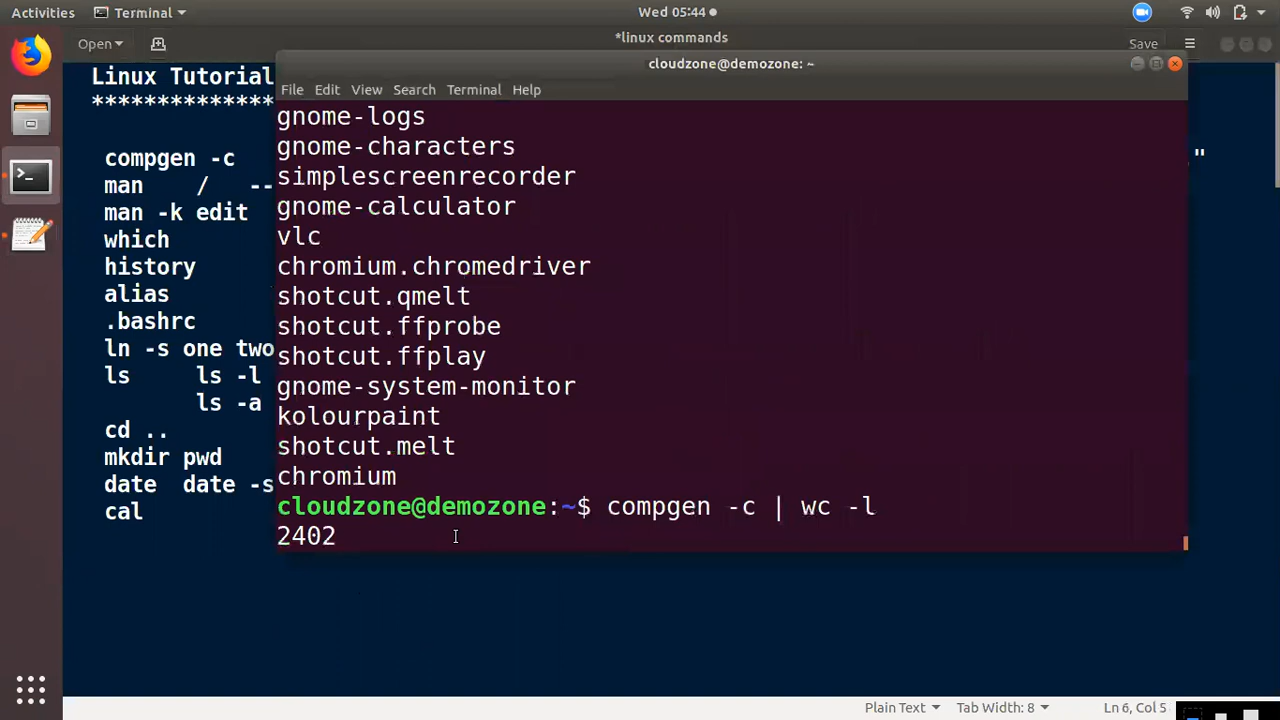 Activities Terminal Wed 05:44
Open *linux commands Save
Linux Tutorial
**************
compgen -c
man / --
man -k edit
which
history
alias
.bashrc
ln -s one two
ls ls -l
ls -a
cd ..
mkdir pwd
date date -s
cal
"
cloudzone@demozone: ~
File Edit View Search Terminal Help
gnome-logs
gnome-characters
simplescreenrecorder
gnome-calculator
vlc
chromium.chromedriver
shotcut.qmelt
shotcut.ffprobe
shotcut.ffplay
gnome-system-monitor
kolourpaint
shotcut.melt
chromium
cloudzone@demozone:~$ compgen -c | wc -l
2402
Plain Text Tab Width: 8 Ln 6, Col 5